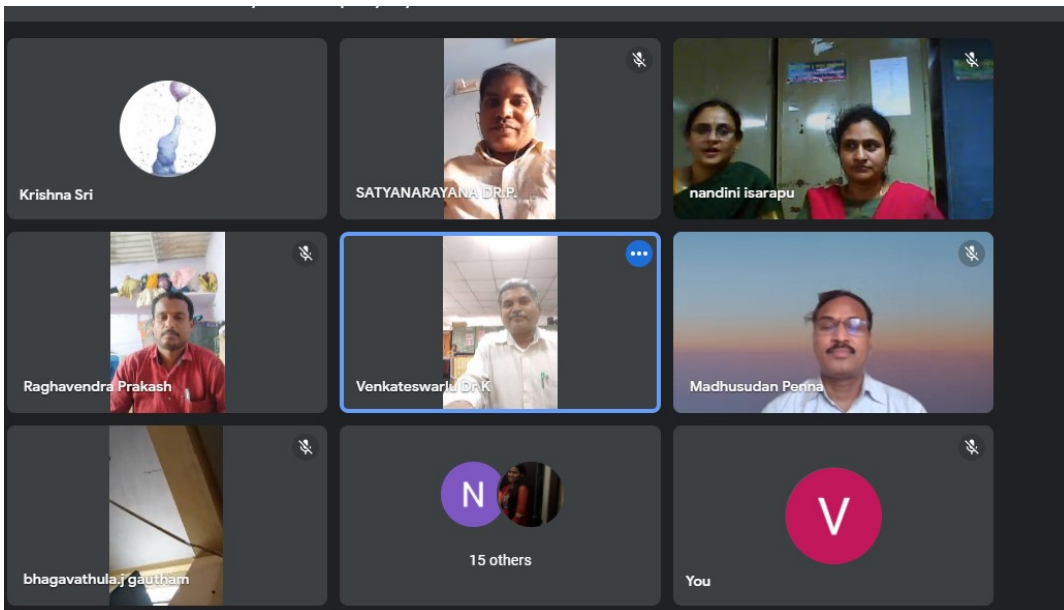 Krishna Sri
SATYANARAYANA DR.P.
nandini isarapu
Raghavendra Prakash
Venkateswarlu Dr K
Madhusudan Penna
bhagavathula.j gautham
N
15 others
V
You